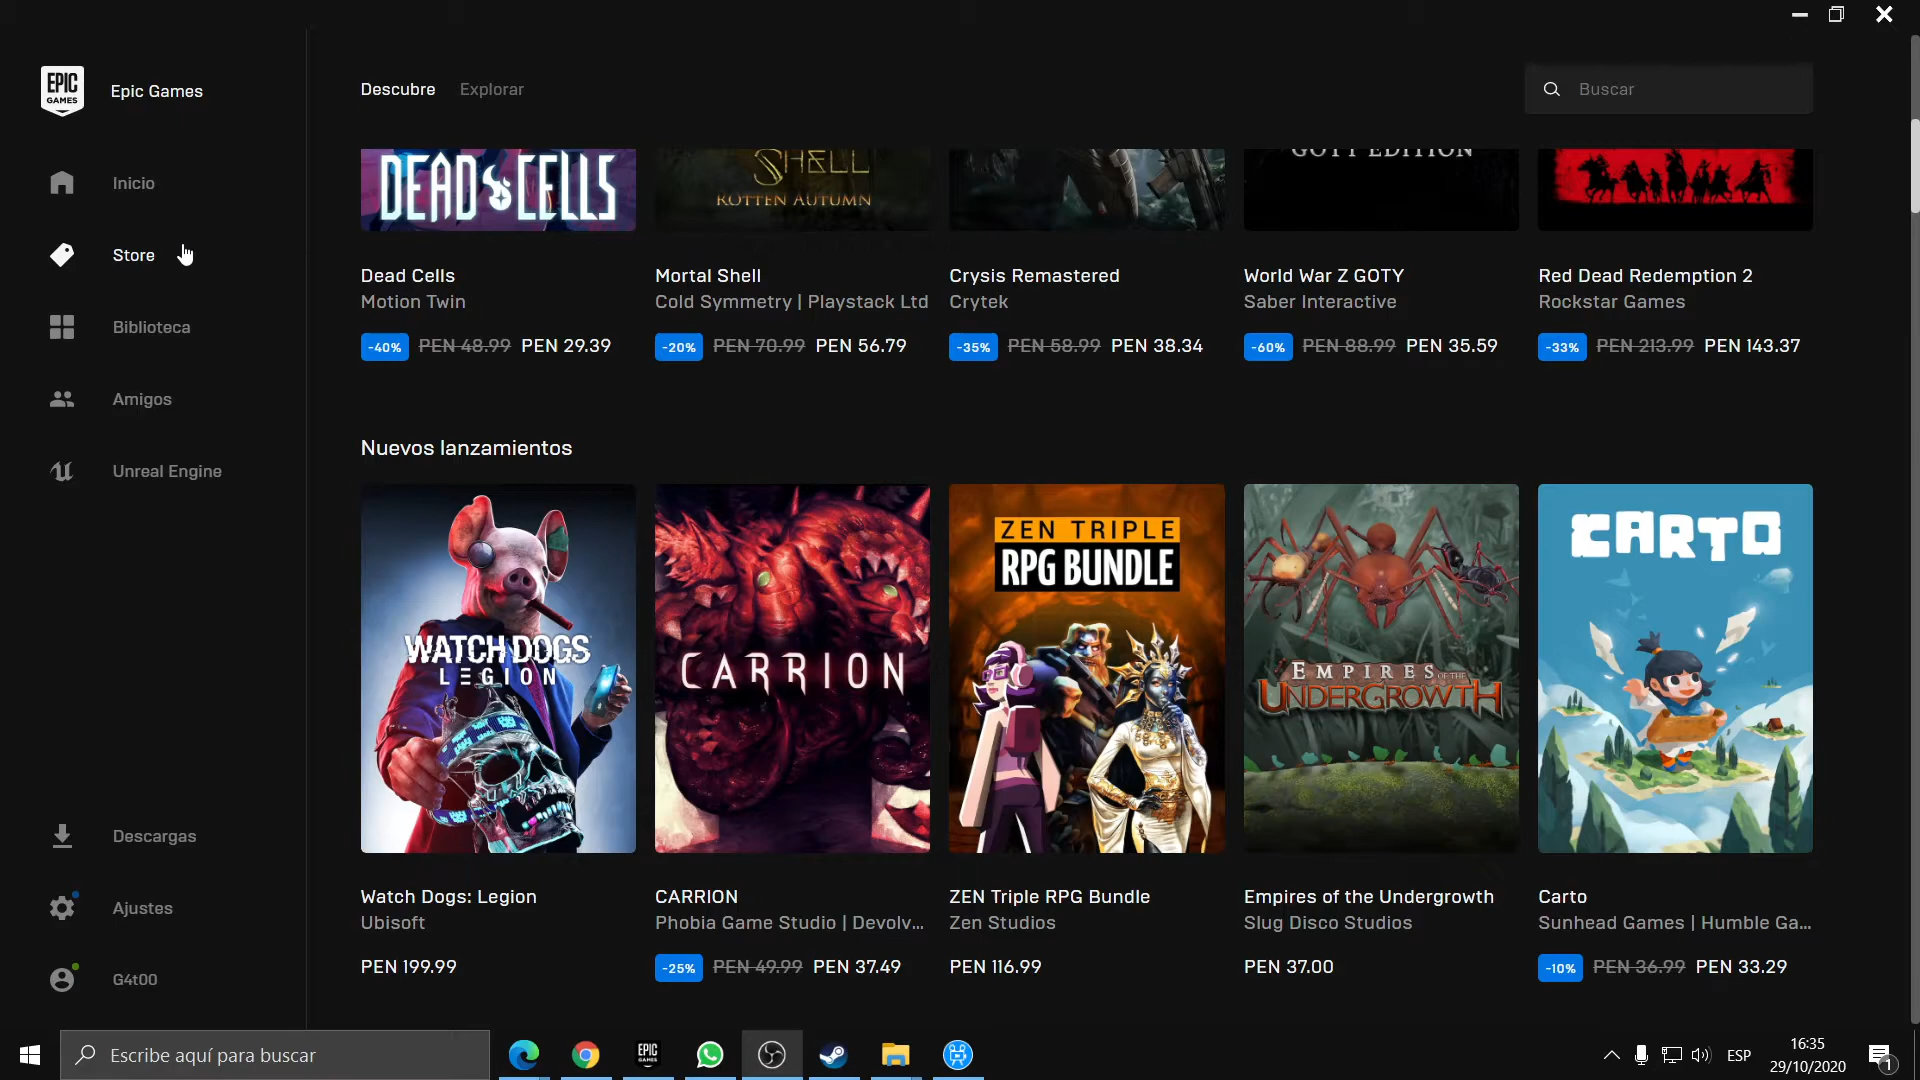 EPIC
GAMES
Epic Games
Inicio
Store
Biblioteca
Amigos
Unreal Engine
Descargas
Ajustes
G4t00
Descubre
Explorar
Buscar
DEAD CELLS
SHELL
ROTTEN AUTUMN
GOTY EDITION
Dead Cells
Motion Twin
-40% PEN 48.99 PEN 29.39
Mortal Shell
Cold Symmetry | Playstack Ltd
-20% PEN 70.99 PEN 56.79
Crysis Remastered
Crytek
-35% PEN 58.99 PEN 38.34
World War Z GOTY
Saber Interactive
-60% PEN 88.99 PEN 35.59
Red Dead Redemption 2
Rockstar Games
-33% PEN 213.99 PEN 143.37
Nuevos lanzamientos
WATCH DOGS
LEGION
CARRION
ZEN TRIPLE
RPG BUNDLE
EMPIRES OF THE
UNDERGROWTH
CARTO
Watch Dogs: Legion
Ubisoft
PEN 199.99
CARRION
Phobia Game Studio | Devolv...
-25% PEN 49.99 PEN 37.49
ZEN Triple RPG Bundle
Zen Studios
PEN 116.99
Empires of the Undergrowth
Slug Disco Studios
PEN 37.00
Carto
Sunhead Games | Humble Ga...
-10% PEN 36.99 PEN 33.29
Escribe aquí para buscar
EPIC
GAMES
ESP
16:35
29/10/2020
1